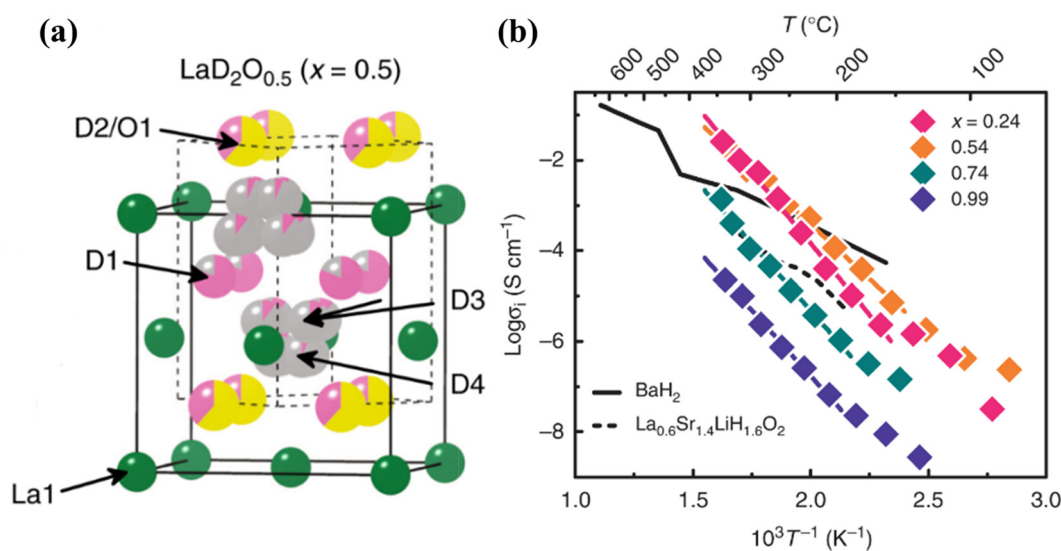 (a)
LaD₂O₀.₅ (x = 0.5)
D2/O1
D1
D3
D4
La1
(b)
T (°C)
600
500
400
300
200
100
x = 0.24
0.54
0.74
0.99
Logσᵢ (S cm⁻¹)
−2
−4
−6
−8
BaH₂
La₀.₆Sr₁.₄LiH₁.₆O₂
1.0
1.5
2.0
2.5
3.0
10³T⁻¹ (K⁻¹)